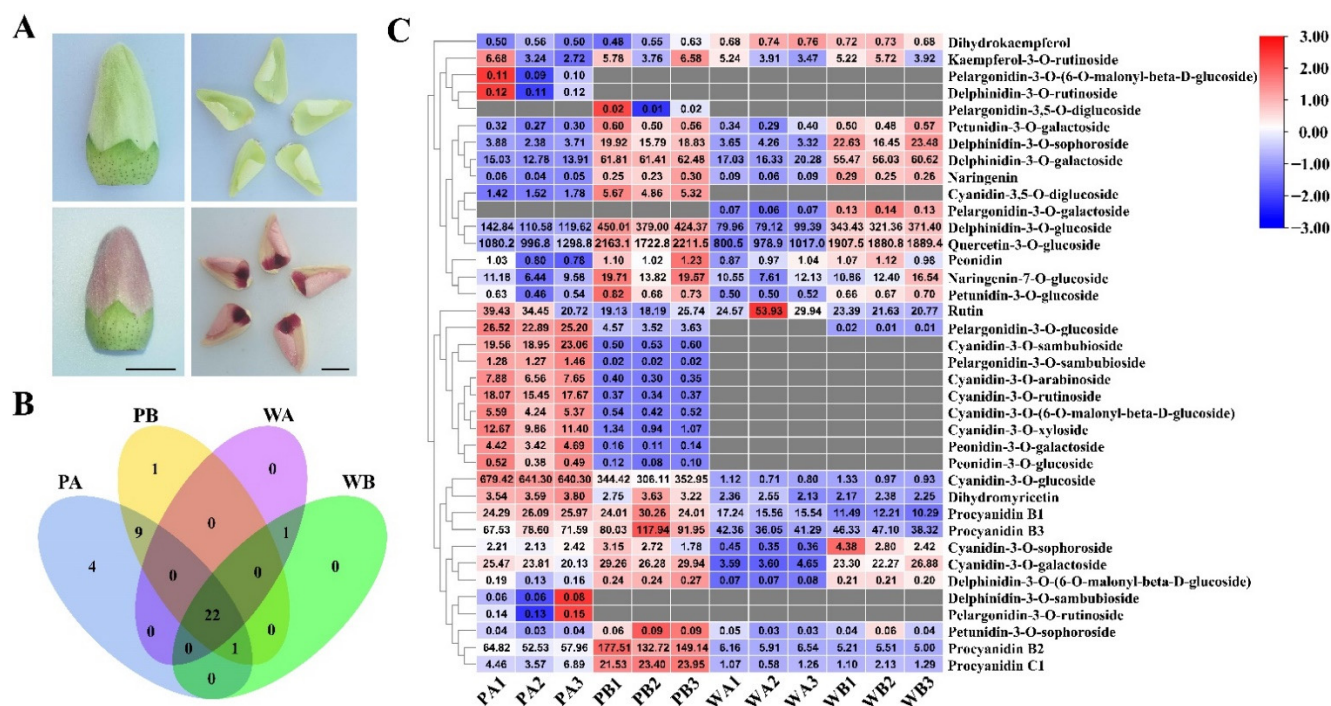 A
C
B
PB WA
PA WB
1 0
0
9 1
4 0
0 0
22
0 0
0 1
0
0.50 0.56 0.50 0.48 0.55 0.63 0.68 0.74 0.76 0.72 0.73 0.68 Dihydrokaempferol
6.68 3.24 2.72 5.78 3.76 6.58 5.24 3.91 3.47 5.22 5.72 3.92 Kaempferol-3-O-rutinoside
0.11 0.09 0.10 Pelargonidin-3-O-(6-O-malonyl-beta-D-glucoside)
0.12 0.11 0.12 Delphinidin-3-O-rutinoside
0.02 0.01 0.02 Pelargonidin-3,5-O-diglucoside
0.32 0.27 0.30 0.60 0.50 0.56 0.34 0.29 0.40 0.50 0.48 0.57 Petunidin-3-O-galactoside
3.88 2.38 3.71 19.92 15.79 18.83 3.65 4.26 3.32 22.63 16.45 23.48 Delphinidin-3-O-sophoroside
15.03 12.78 13.91 61.81 61.41 62.48 17.03 16.33 20.28 55.47 56.03 60.62 Delphinidin-3-O-galactoside
0.06 0.04 0.05 0.25 0.23 0.30 0.09 0.06 0.09 0.29 0.25 0.26 Naringenin
1.42 1.52 1.78 5.67 4.86 5.32 Cyanidin-3,5-O-diglucoside
0.07 0.06 0.07 0.13 0.14 0.13 Pelargonidin-3-O-galactoside
142.84 110.58 119.62 450.01 379.00 424.37 79.96 79.12 99.39 343.43 321.36 371.40 Delphinidin-3-O-glucoside
1080.2 996.8 1298.8 2163.1 1722.8 2211.5 800.5 978.9 1017.0 1907.5 1880.8 1889.4 Quercetin-3-O-glucoside
1.03 0.80 0.78 1.10 1.02 1.23 0.87 0.97 1.04 1.07 1.12 0.98 Peonidin
11.18 6.44 9.58 19.71 13.82 19.57 10.55 7.61 12.13 10.86 12.40 16.54 Naringenin-7-O-glucoside
0.63 0.46 0.54 0.82 0.68 0.73 0.50 0.50 0.52 0.66 0.67 0.70 Petunidin-3-O-glucoside
39.43 34.45 20.72 19.13 18.19 25.74 24.57 53.93 29.94 23.39 21.63 20.77 Rutin
26.52 22.89 25.20 4.57 3.52 3.63 0.02 0.01 0.01 Pelargonidin-3-O-glucoside
19.56 18.95 23.06 0.50 0.53 0.60 Cyanidin-3-O-sambubioside
1.28 1.27 1.46 0.02 0.02 0.02 Pelargonidin-3-O-sambubioside
7.88 6.56 7.65 0.40 0.30 0.35 Cyanidin-3-O-arabinoside
18.07 15.45 17.67 0.37 0.34 0.37 Cyanidin-3-O-rutinoside
5.59 4.24 5.37 0.54 0.42 0.52 Cyanidin-3-O-(6-O-malonyl-beta-D-glucoside)
12.67 9.86 11.40 1.34 0.94 1.07 Cyanidin-3-O-xyloside
4.42 3.42 4.69 0.16 0.11 0.14 Peonidin-3-O-galactoside
0.52 0.38 0.49 0.12 0.08 0.10 Peonidin-3-O-glucoside
679.42 641.30 640.30 344.42 306.11 352.95 1.12 0.71 0.80 1.33 0.97 0.93 Cyanidin-3-O-glucoside
3.54 3.59 3.80 2.75 3.63 3.22 2.36 2.55 2.13 2.17 2.38 2.25 Dihydromyricetin
24.29 26.09 25.97 24.01 30.26 24.01 17.24 15.56 15.54 11.49 12.21 10.29 Procyanidin B1
67.53 78.60 71.59 80.03 117.94 91.95 42.36 36.05 41.29 46.33 47.10 38.32 Procyanidin B3
2.21 2.13 2.42 3.15 2.72 1.78 0.45 0.35 0.36 4.38 2.80 2.42 Cyanidin-3-O-sophoroside
25.47 23.81 20.13 29.26 26.28 29.94 3.59 3.60 4.65 23.30 22.27 26.88 Cyanidin-3-O-galactoside
0.19 0.13 0.16 0.24 0.24 0.27 0.07 0.07 0.08 0.21 0.21 0.20 Delphinidin-3-O-(6-O-malonyl-beta-D-glucoside)
0.06 0.06 0.08 Delphinidin-3-O-sambubioside
0.14 0.13 0.15 Pelargonidin-3-O-rutinoside
0.04 0.03 0.04 0.06 0.09 0.09 0.05 0.03 0.03 0.04 0.06 0.04 Petunidin-3-O-sophoroside
64.82 52.53 57.96 177.51 132.72 149.14 6.16 5.91 6.54 5.21 5.51 5.00 Procyanidin B2
4.46 3.57 6.89 21.53 23.40 23.95 1.07 0.58 1.26 1.10 2.13 1.29 Procyanidin C1
PA1 PA2 PA3 PB1 PB2 PB3 WA1 WA2 WA3 WB1 WB2 WB3
3.00
2.00
1.00
0.00
−1.00
−2.00
−3.00